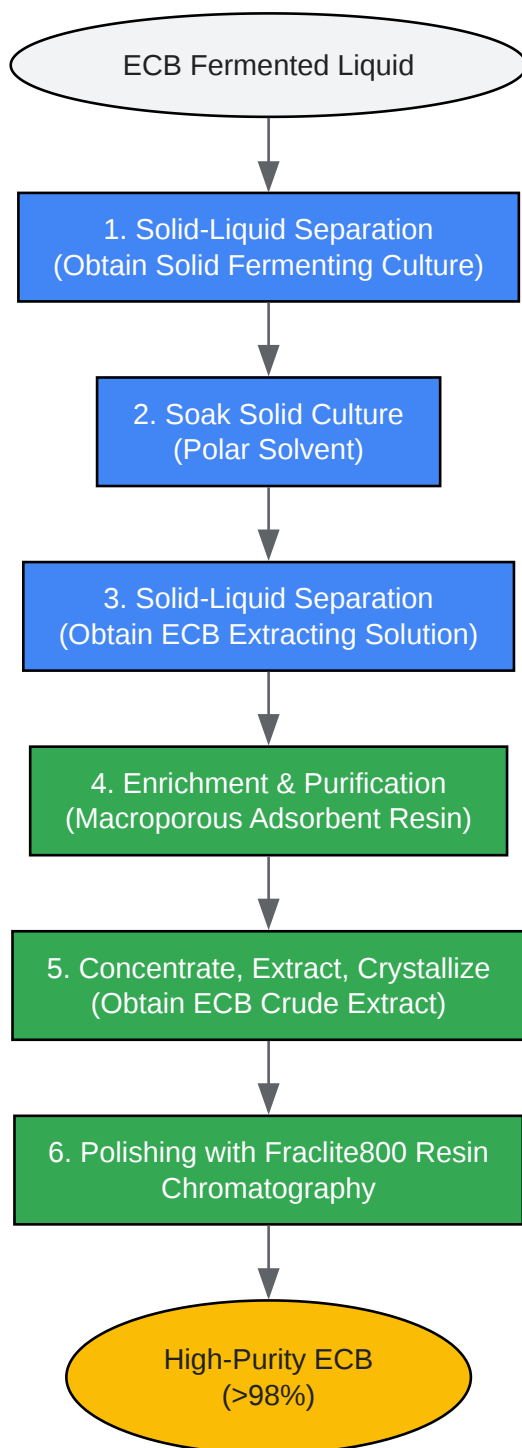 ECB Fermented Liquid
1. Solid-Liquid Separation
(Obtain Solid Fermenting Culture)
2. Soak Solid Culture
(Polar Solvent)
3. Solid-Liquid Separation
(Obtain ECB Extracting Solution)
4. Enrichment & Purification
(Macroporous Adsorbent Resin)
5. Concentrate, Extract, Crystallize
(Obtain ECB Crude Extract)
6. Polishing with Fraclite800 Resin
Chromatography
High-Purity ECB
(>98%)